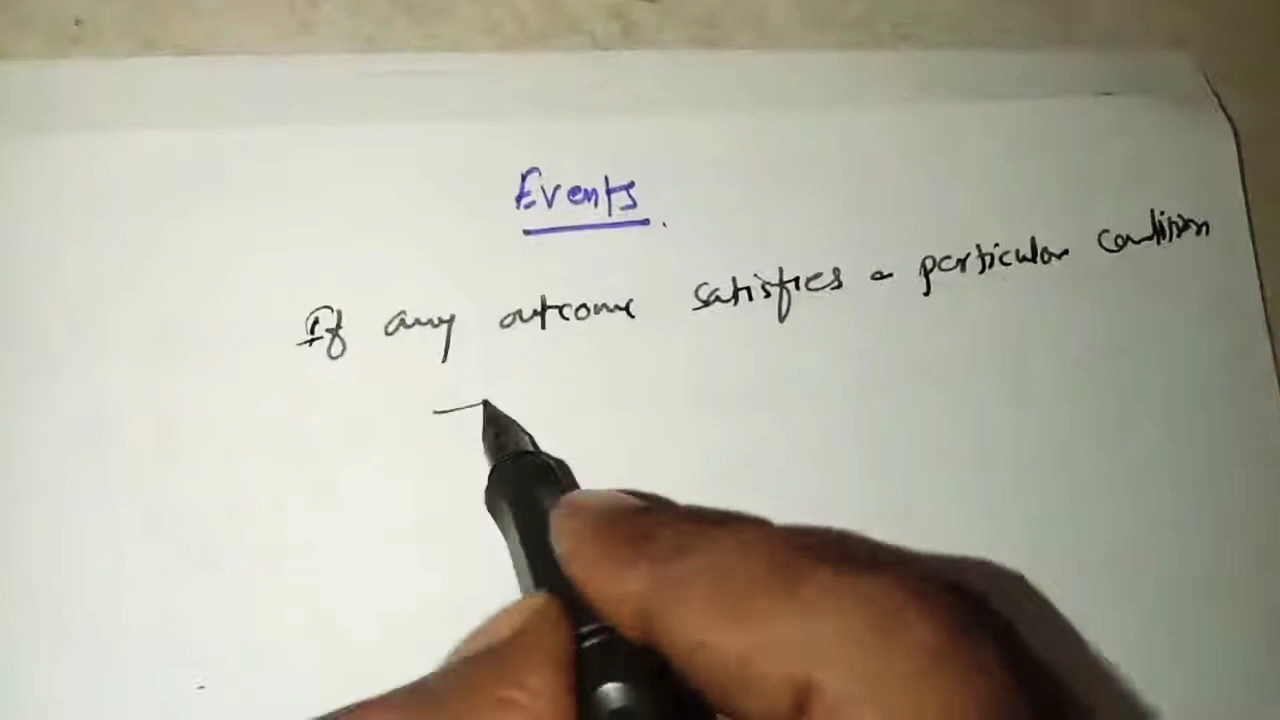 Events.
If any outcome satisfies a particular condition